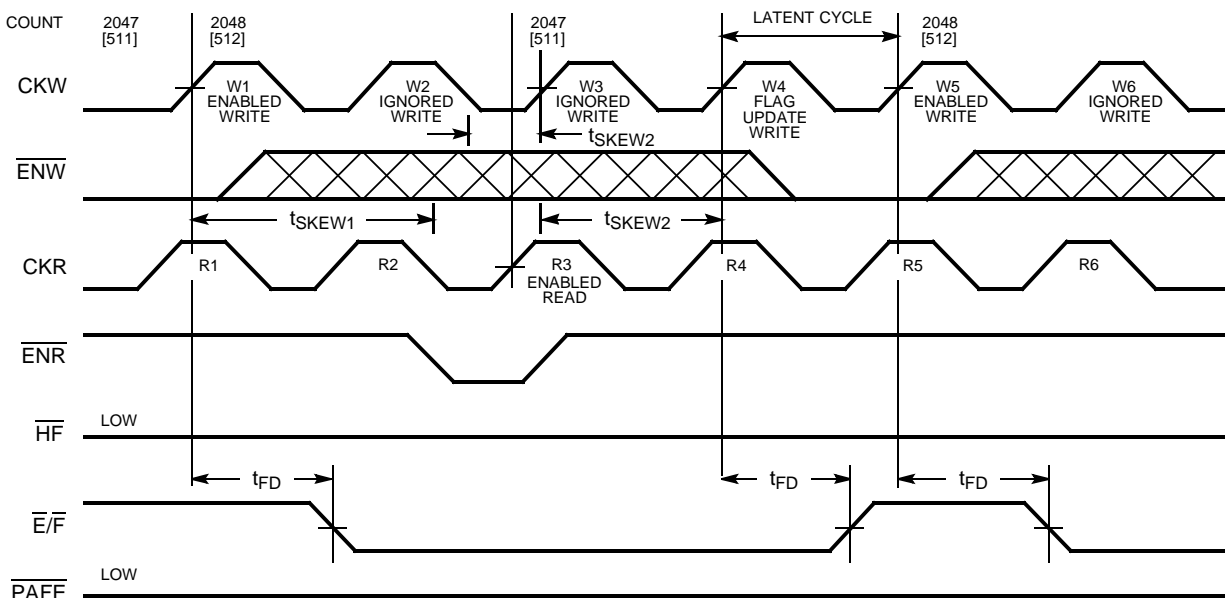 COUNT 2047 [511] 2048 [512] 2047 [511] LATENT CYCLE 2048 [512]
CKW
W1 ENABLED WRITE
W2 IGNORED WRITE
W3 IGNORED WRITE
W4 FLAG UPDATE WRITE
W5 ENABLED WRITE
W6 IGNORED WRITE
tSKEW2
ENW
tSKEW1 tSKEW2
CKR
R1 R2 R3 ENABLED READ R4 R5 R6
ENR
HF LOW
tFD tFD tFD
E/F
PAFE LOW